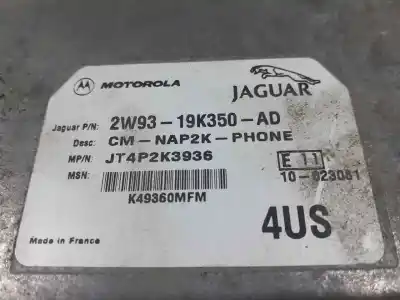 MOTOROLA
JAGUAR
Jaguar P/N: 2W93-19K350-AD
Desc: CM-NAP2K-PHONE
MP/N: JT4P2K3936
E 11
MSN:
10-023081
K49360MFM
4US
Made in France